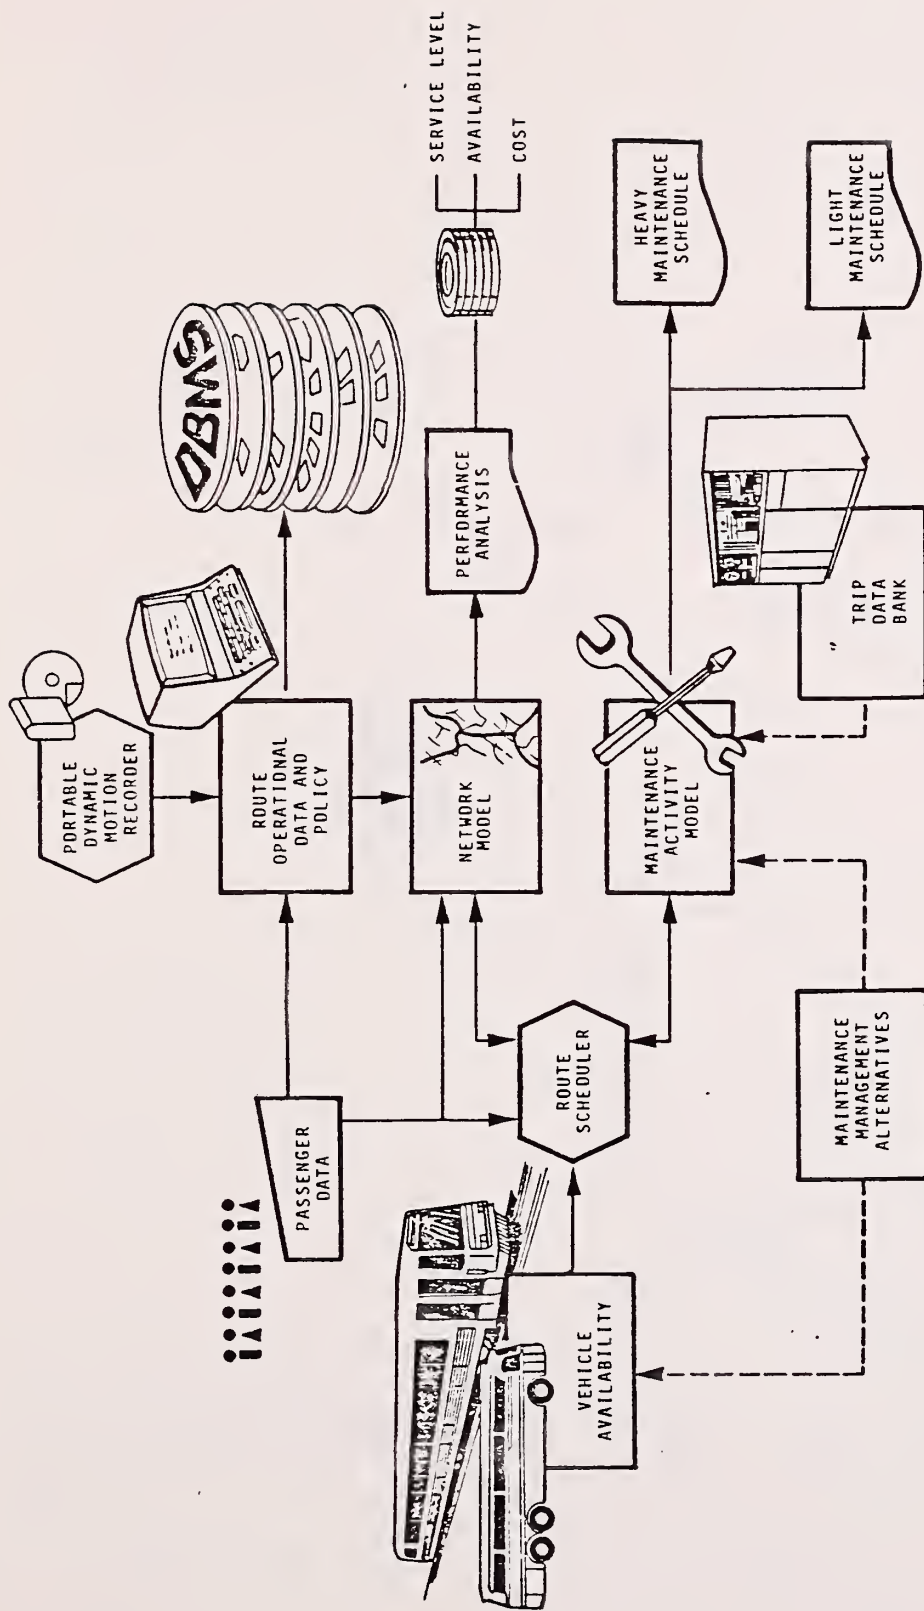 PORTABLE
DYNAMIC
MOTION
RECORDER
DBMS
PASSENGER
DATA
ROUTE
OPERATIONAL
DATA AND
POLICY
SERVICE LEVEL
AVAILABILITY
COST
NETWORK
MODEL
PERFORMANCE
ANALYSIS
ROUTE
SCHEDULER
VEHICLE
AVAILABILITY
MAINTENANCE
ACTIVITY
MODEL
HEAVY
MAINTENANCE
SCHEDULE
MAINTENANCE
MANAGEMENT
ALTERNATIVES
TRIP
DATA
BANK
LIGHT
MAINTENANCE
SCHEDULE